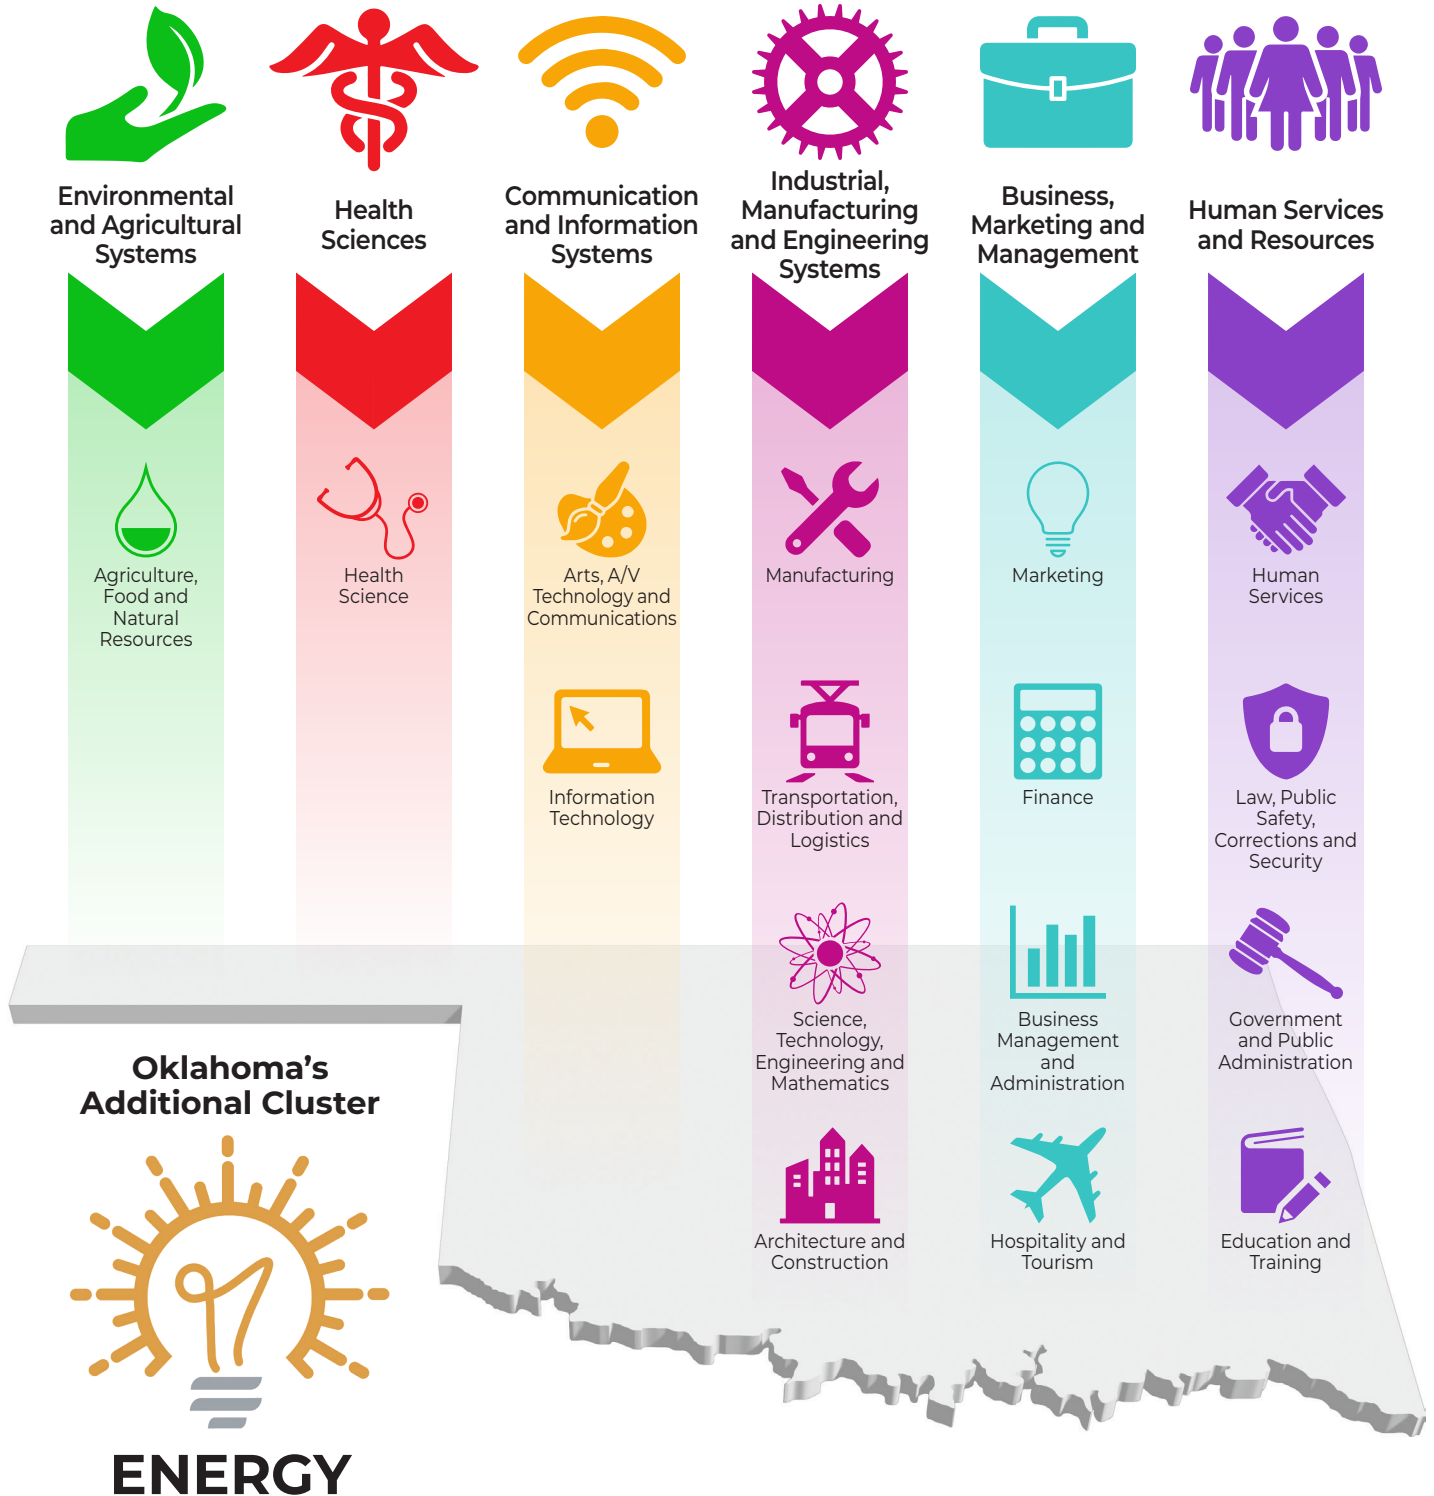 Environmental
and Agricultural
Systems
Health
Sciences
Communication
and Information
Systems
Industrial,
Manufacturing
and Engineering
Systems
Business,
Marketing and
Management
Human Services
and Resources
Agriculture,
Food and
Natural
Resources
Health
Science
Arts, A/V
Technology and
Communications
Information
Technology
Manufacturing
Transportation,
Distribution and
Logistics
Science,
Technology,
Engineering and
Mathematics
Architecture and
Construction
Marketing
Finance
Business
Management
and
Administration
Hospitality and
Tourism
Human
Services
Law, Public
Safety,
Corrections and
Security
Government
and Public
Administration
Education and
Training
Oklahoma’s
Additional Cluster
ENERGY